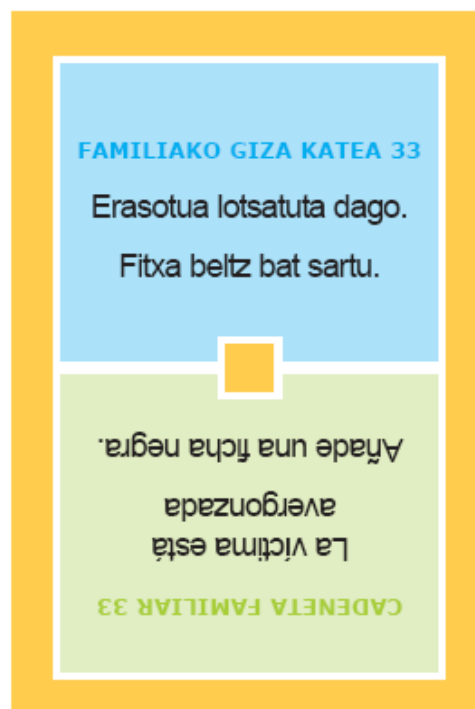 FAMILIAKO GIZA KATEA 33
Erasotua lotsatuta dago.
Fitxa beltz bat sartu.
CADENETA FAMILIAR 33
La víctima está
avergonzada
Añade una ficha negra.